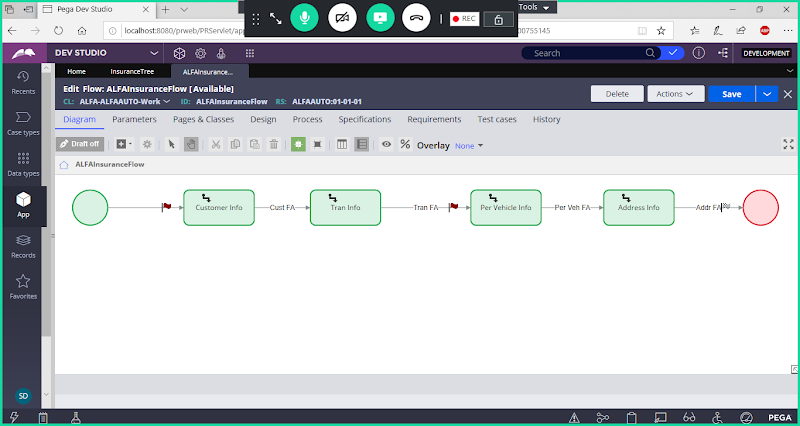 Pega Dev Studio
Tools
localhost:8080/prweb/PRServlet/app
00755145
REC
ABP
DEV STUDIO
Search
DEVELOPMENT
Home
InsuranceTree
ALFAInsurance...
Recents
Edit Flow: ALFAInsuranceFlow [Available]
CL: ALFA-ALFAAUTO-Work
ID: ALFAInsuranceFlow
RS: ALFAAUTO:01-01-01
Delete
Actions
Save
Case types
Diagram
Parameters
Pages & Classes
Design
Process
Specifications
Requirements
Test cases
History
Draft off
Overlay
None
Data types
ALFAInsuranceFlow
App
Customer Info
Cust FA
Tran Info
Tran FA
Per Vehicle Info
Per Veh FA
Address Info
Addr FA
Records
Favorites
SD
PEGA